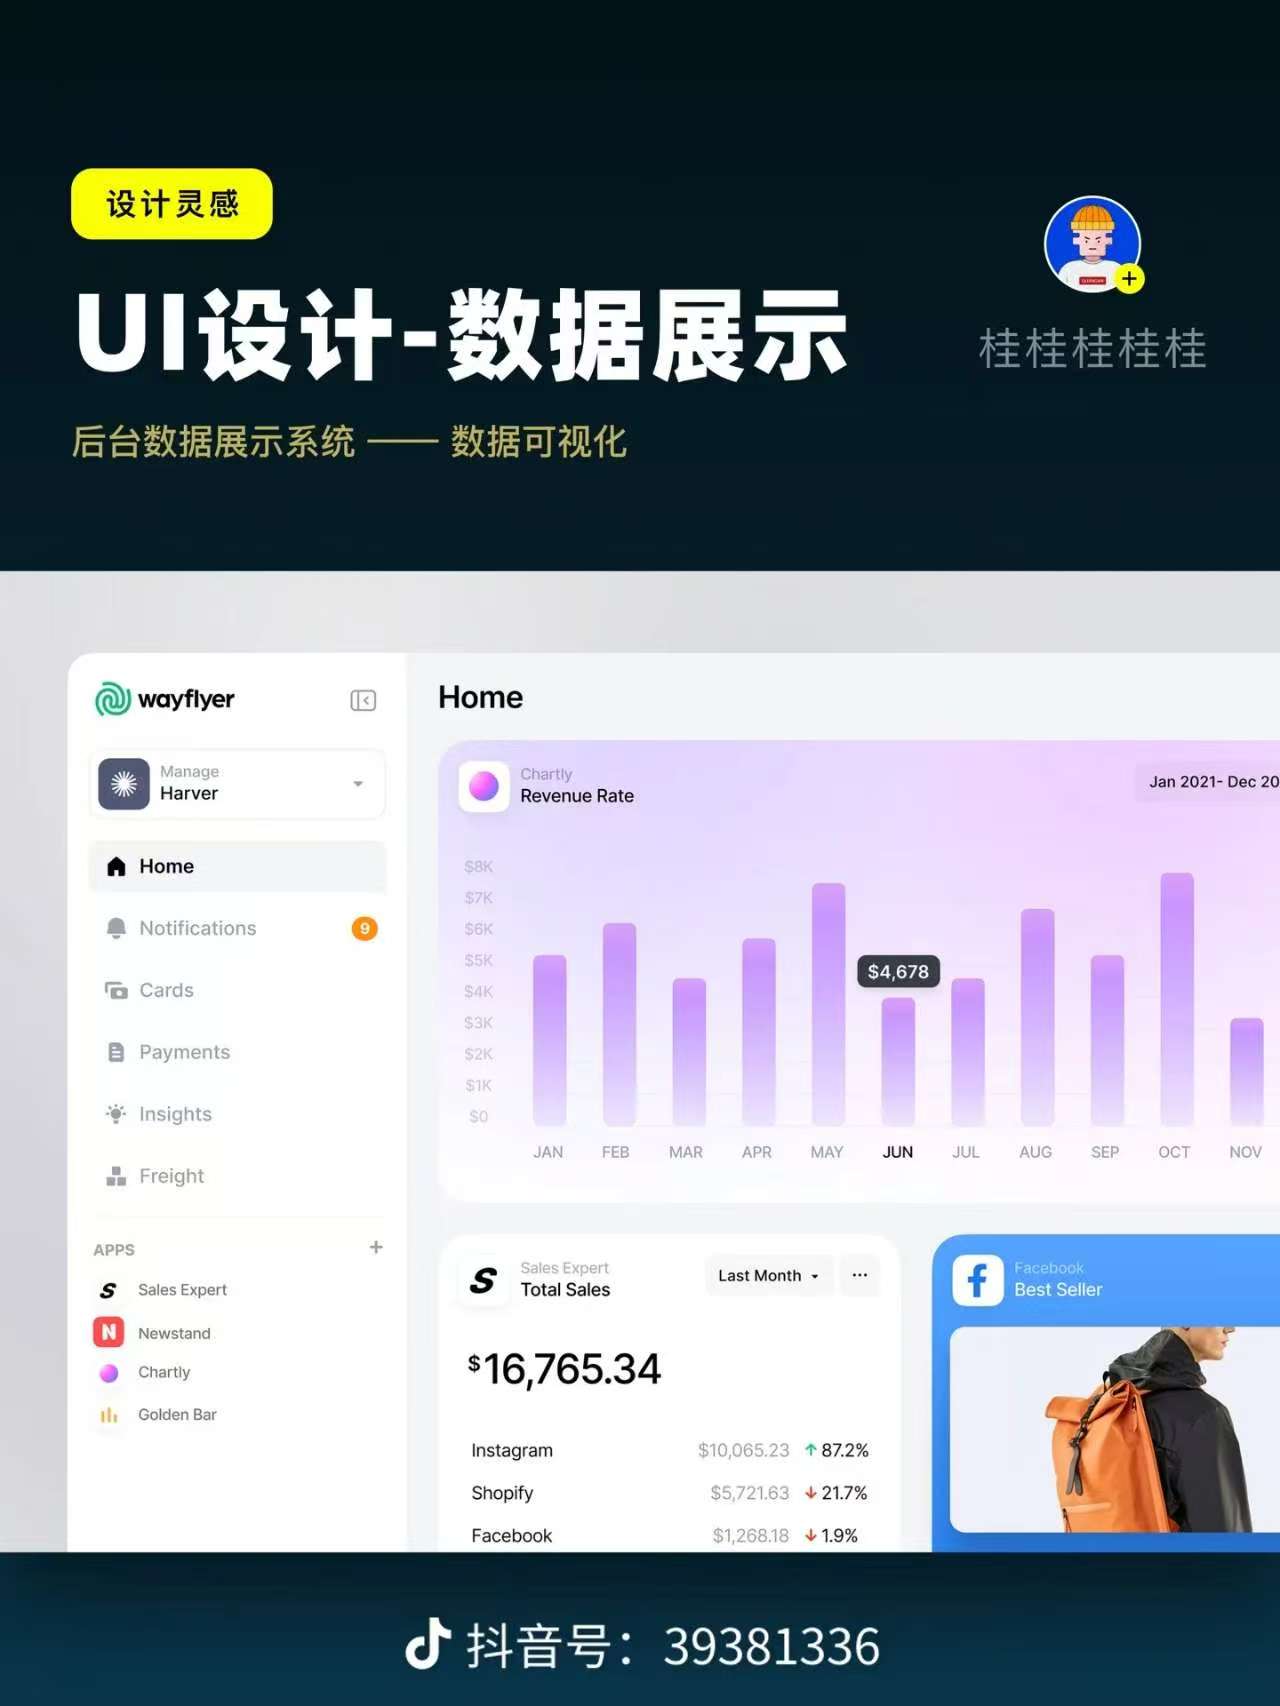 设计灵感
UI设计-数据展示
桂桂桂桂桂
后台数据展示系统 —— 数据可视化
wayflyer
Manage
Harver
Home
Notifications
9
Cards
Payments
Insights
Freight
APPS
+
Sales Expert
N
Newstand
Chartly
Golden Bar
Home
Chartly
Revenue Rate
Jan 2021- Dec 20
$8K
$7K
$6K
$5K
$4K
$3K
$2K
$1K
$0
$4,678
JAN FEB MAR APR MAY JUN JUL AUG SEP OCT NOV
S
Sales Expert
Total Sales
Last Month
$16,765.34
Instagram $10,065.23 ↑ 87.2%
Shopify $5,721.63 ↓ 21.7%
Facebook $1,268.18 ↓ 1.9%
Facebook
Best Seller
抖音号：39381336